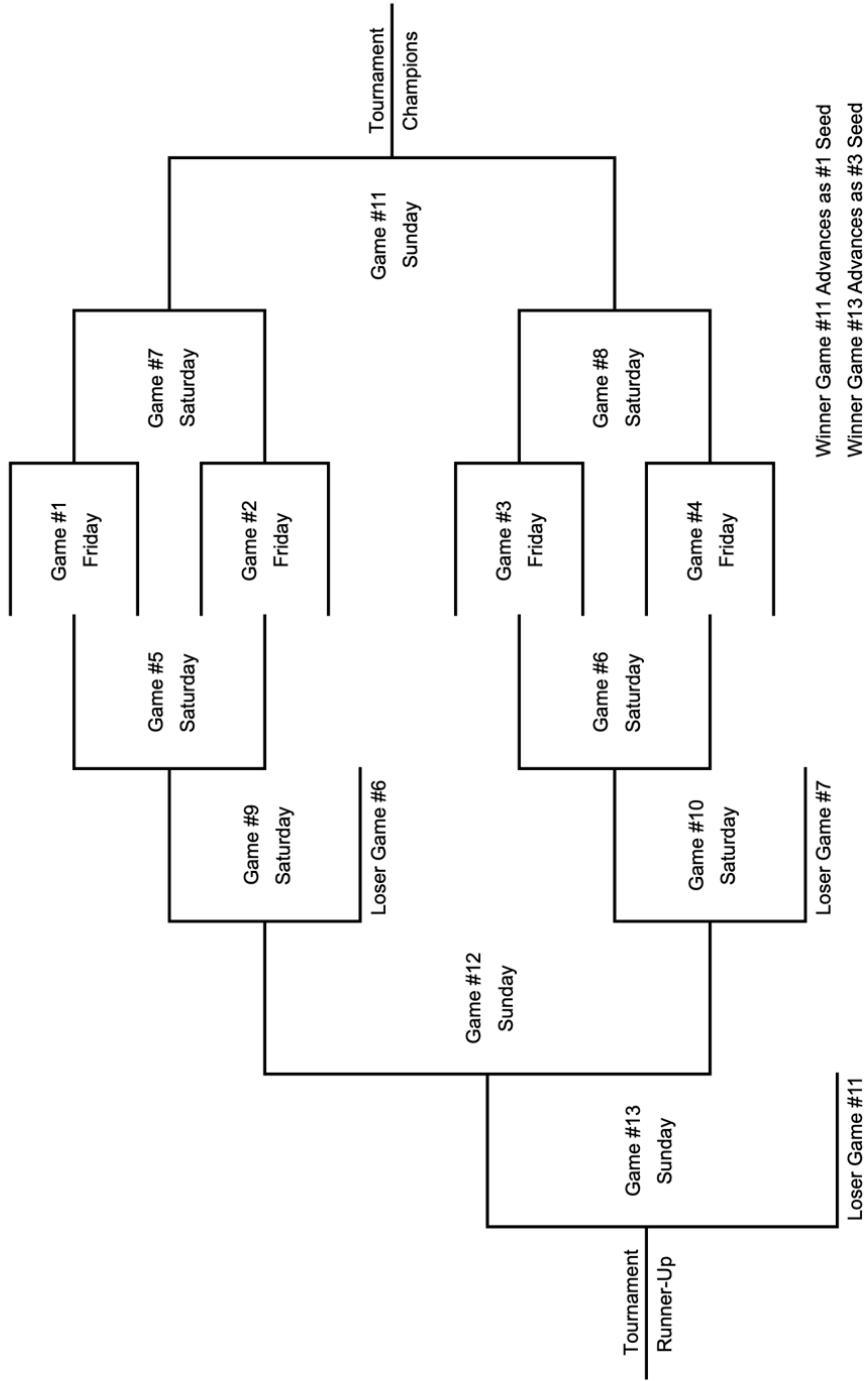 Tournament
Champions
Game #11
Sunday
Game #7
Saturday
Game #8
Saturday
Game #1
Friday
Game #2
Friday
Game #3
Friday
Game #4
Friday
Game #5
Saturday
Game #6
Saturday
Game #9
Saturday
Loser Game #6
Game #10
Saturday
Loser Game #7
Game #12
Sunday
Game #13
Sunday
Loser Game #11
Tournament
Runner-Up
Winner Game #11 Advances as #1 Seed
Winner Game #13 Advances as #3 Seed